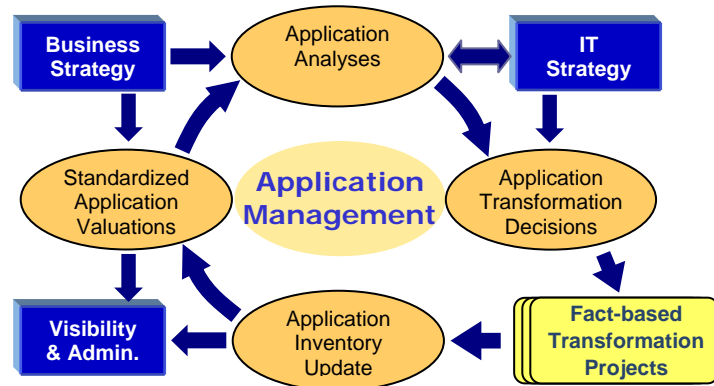 Business
Strategy
Application
Analyses
IT
Strategy
Standardized
Application
Valuations
Application
Management
Application
Transformation
Decisions
Visibility
& Admin.
Application
Inventory
Update
Fact-based
Transformation
Projects